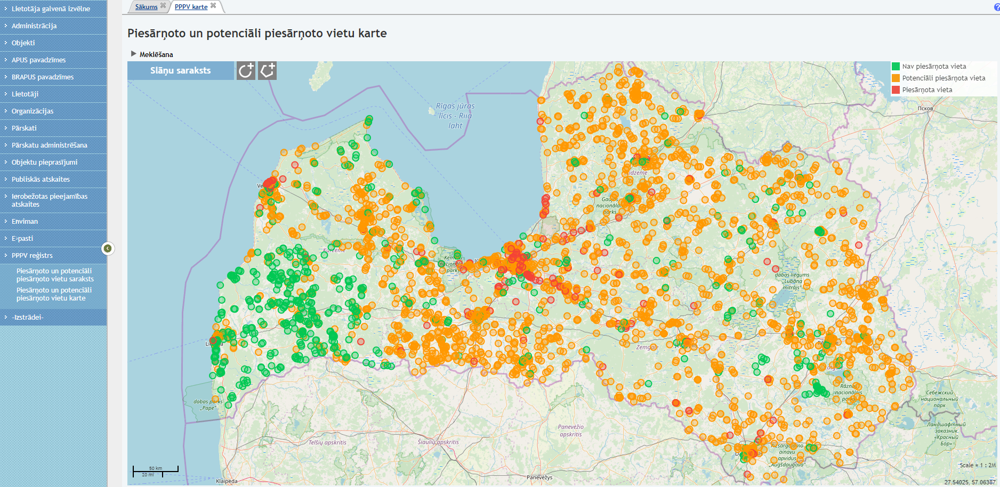 Lietotāja galvenā izvēlne
Administrācija
Objekti
APUS pavadzīmes
BRAPUS pavadzīmes
Lietotāji
Organizācijas
Pārskati
Pārskatu administrēšana
Objektu pieprasījumi
Publiskās atskaites
Ierobežotas pieejamības
atskaites
Enviman
E-pasti
PPPV reģistrs
Piesārņoto un potenciāli
piesārņoto vietu saraksts
Piesārņoto un potenciāli
piesārņoto vietu karte
-Izstrādei-
Sākums
PPPV karte
Piesārņoto un potenciāli piesārņoto vietu karte
Meklēšana
Slāņu saraksts
Nav piesārņota vieta
Potenciāli piesārņota vieta
Piesārņota vieta
Rīgas jūras
līcis - Riia
laht
Псков
Gaujas
nacionālais
parks
Kurzeme
Ķemeru
nacionālais
parks
dabas liegums
„Lubāna
mitrājs"
Zemgale
Latgale
Rāznas
nacionālais
parks
dabas parks
„Pape"
Себежский
национальный
парк
Ландшафтный
заказник
«Красный
Бор»
Telšių apskritis
Šiaulių apskritis
Panevėžio
apskritis
Aizsargājamo
ainavu
apvidus
„Augšdaugava"
Panevėžys
Klaipėda
50 km
20 mi
Scale = 1 : 2M
27.54025, 57.06387